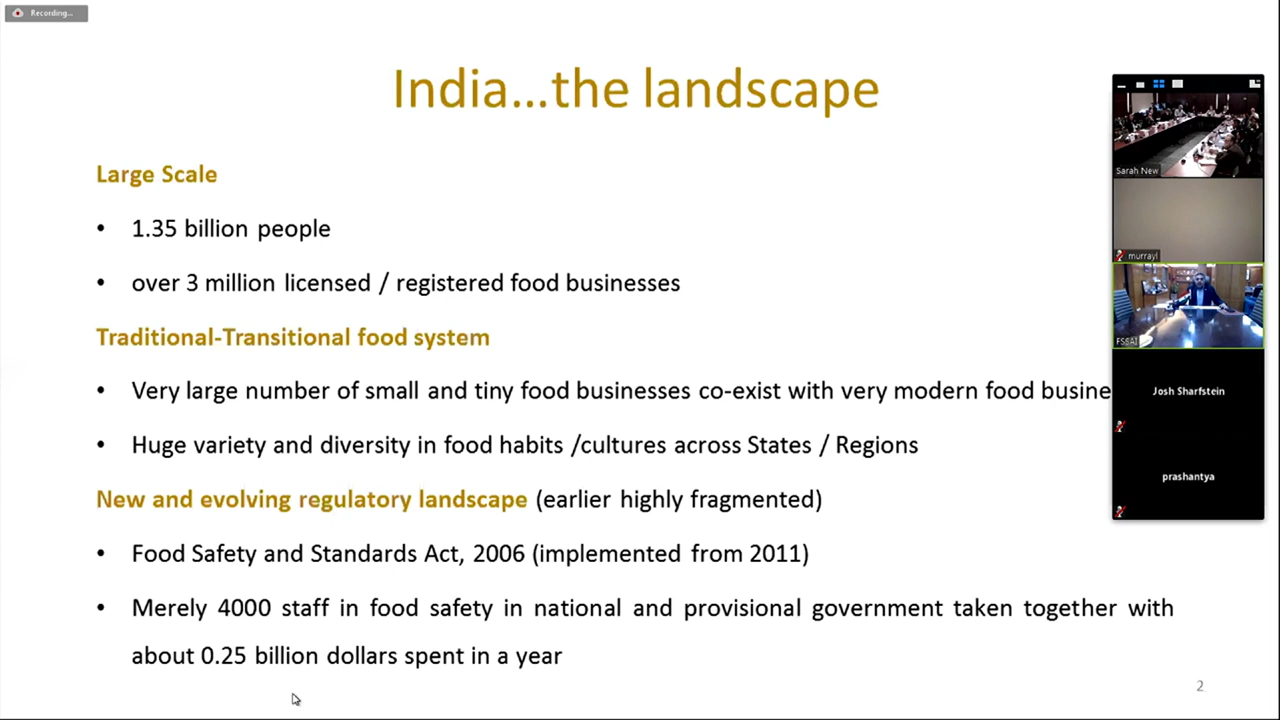 Recording...
India...the landscape
Large Scale
• 1.35 billion people
• over 3 million licensed / registered food businesses
Traditional-Transitional food system
• Very large number of small and tiny food businesses co-exist with very modern food busine
• Huge variety and diversity in food habits /cultures across States / Regions
New and evolving regulatory landscape (earlier highly fragmented)
• Food Safety and Standards Act, 2006 (implemented from 2011)
• Merely 4000 staff in food safety in national and provisional government taken together with
about 0.25 billion dollars spent in a year
2
Sarah New
murrayl
FSSAI
Josh Sharfstein
prashantya